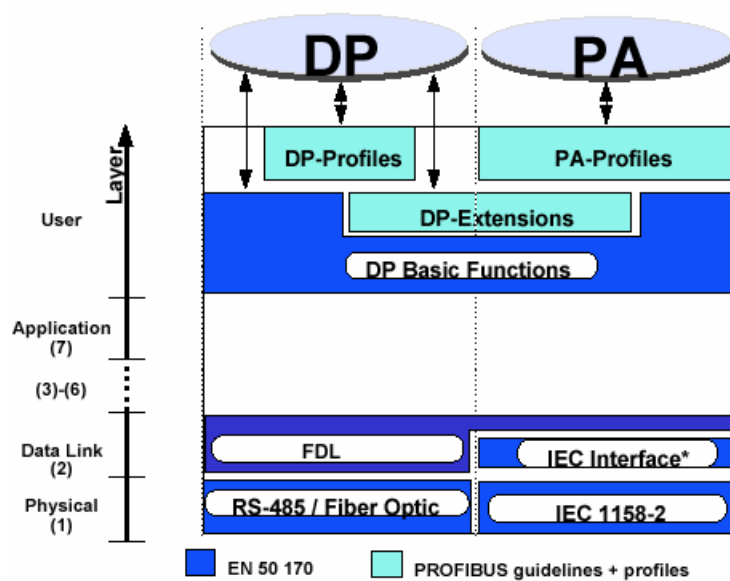 DP
PA
Layer
DP-Profiles
PA-Profiles
User
DP-Extensions
DP Basic Functions
Application
(7)
(3)-(6)
Data Link
(2)
FDL
IEC Interface*
Physical
(1)
RS-485 / Fiber Optic
IEC 1158-2
EN 50 170
PROFIBUS guidelines + profiles